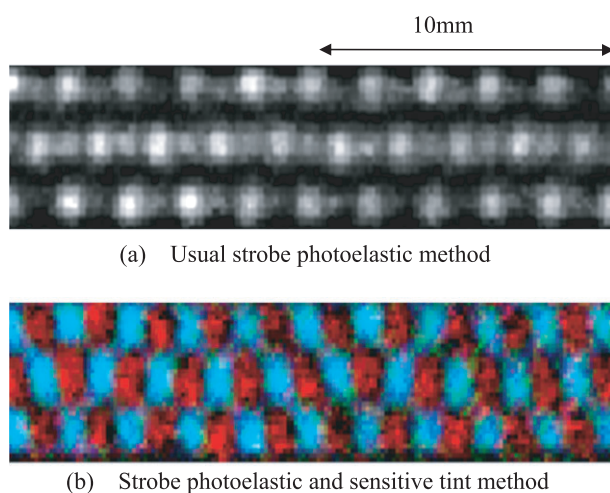 10mm
(a) Usual strobe photoelastic method
(b) Strobe photoelastic and sensitive tint method